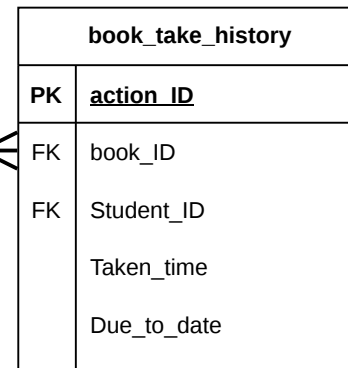 book_take_history
PK action_ID
FK book_ID
FK Student_ID
Taken_time
Due_to_date